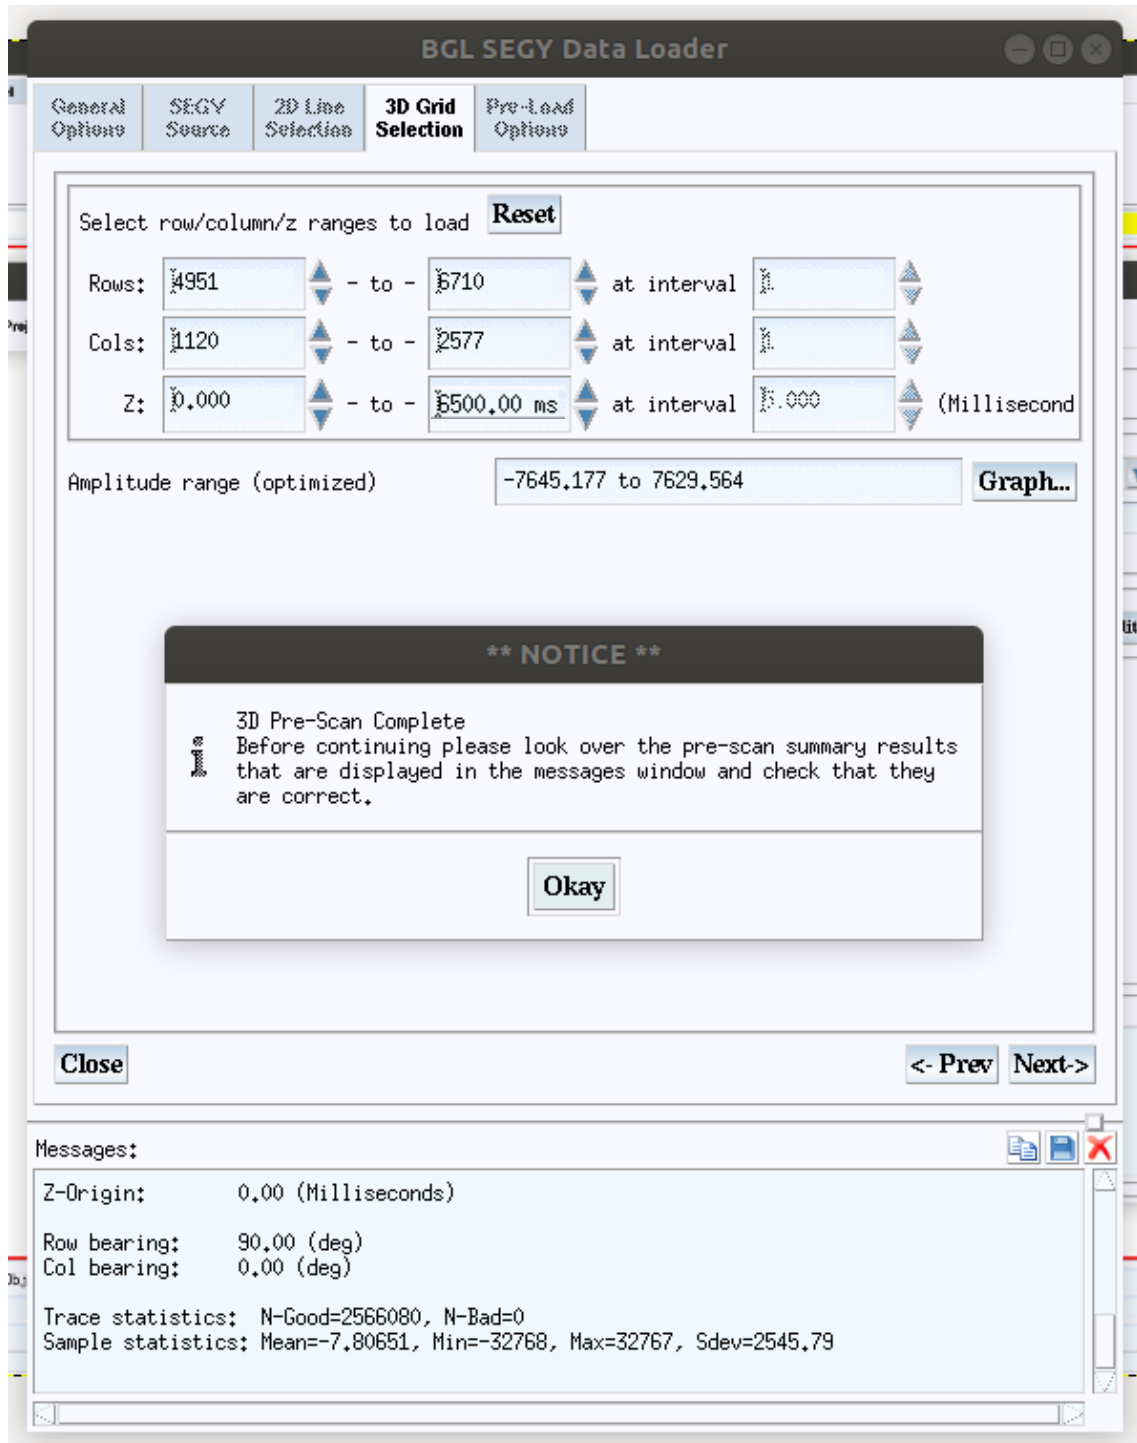 BGL SEGY Data Loader
General Options
SEGY Source
2D Line Selection
3D Grid Selection
Pre-Load Options
Select row/column/z ranges to load Reset
Rows: 4951 - to - 6710 at interval 1
Cols: 1120 - to - 2577 at interval 1
Z: 0.000 - to - 6500.00 ms at interval .000 (Millisecond
Amplitude range (optimized) -7645.177 to 7629.564 Graph...
** NOTICE **
3D Pre-Scan Complete
Before continuing please look over the pre-scan summary results
that are displayed in the messages window and check that they
are correct.
Okay
Close <- Prev Next->
Messages:
Z-Origin: 0.00 (Milliseconds)
Row bearing: 90.00 (deg)
Col bearing: 0.00 (deg)
Trace statistics: N-Good=2566080, N-Bad=0
Sample statistics: Mean=-7.80651, Min=-32768, Max=32767, Sdev=2545.79